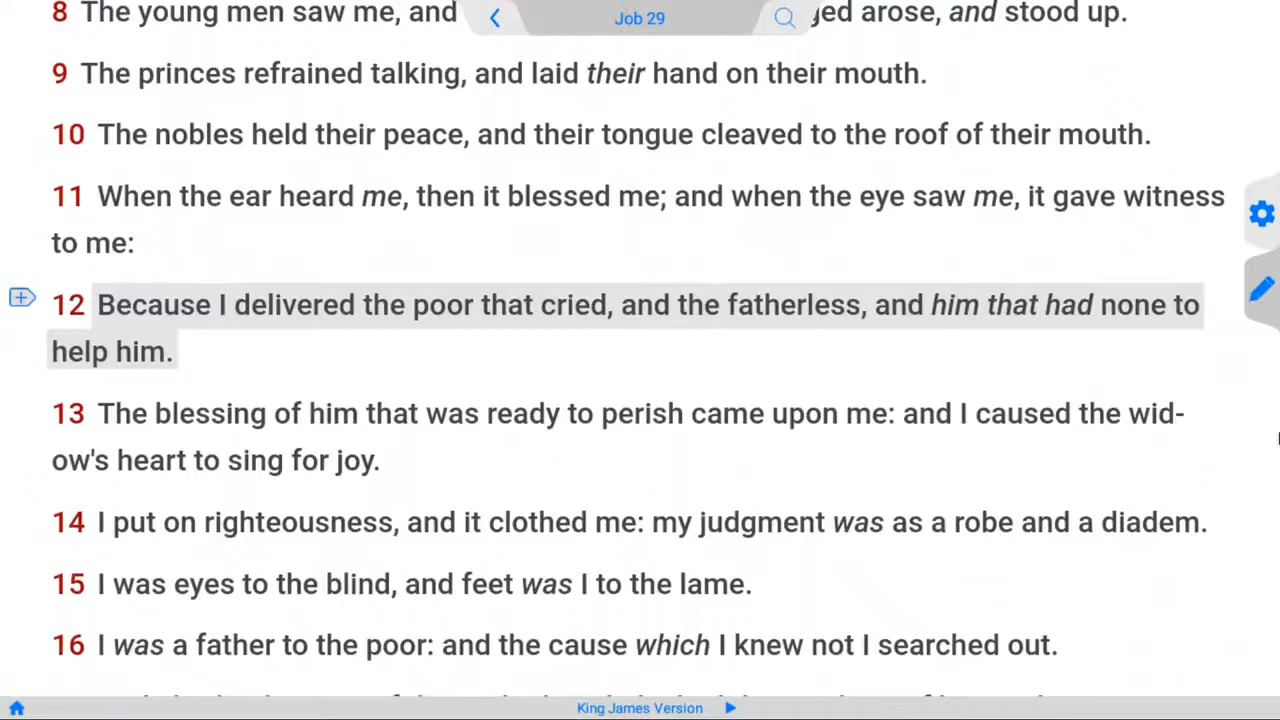 8 The young men saw me, and
Job 29
ged arose, and stood up.
9 The princes refrained talking, and laid their hand on their mouth.
10 The nobles held their peace, and their tongue cleaved to the roof of their mouth.
11 When the ear heard me, then it blessed me; and when the eye saw me, it gave witness
to me:
12 Because I delivered the poor that cried, and the fatherless, and him that had none to
help him.
13 The blessing of him that was ready to perish came upon me: and I caused the wid-
ow's heart to sing for joy.
14 I put on righteousness, and it clothed me: my judgment was as a robe and a diadem.
15 I was eyes to the blind, and feet was I to the lame.
16 I was a father to the poor: and the cause which I knew not I searched out.
King James Version